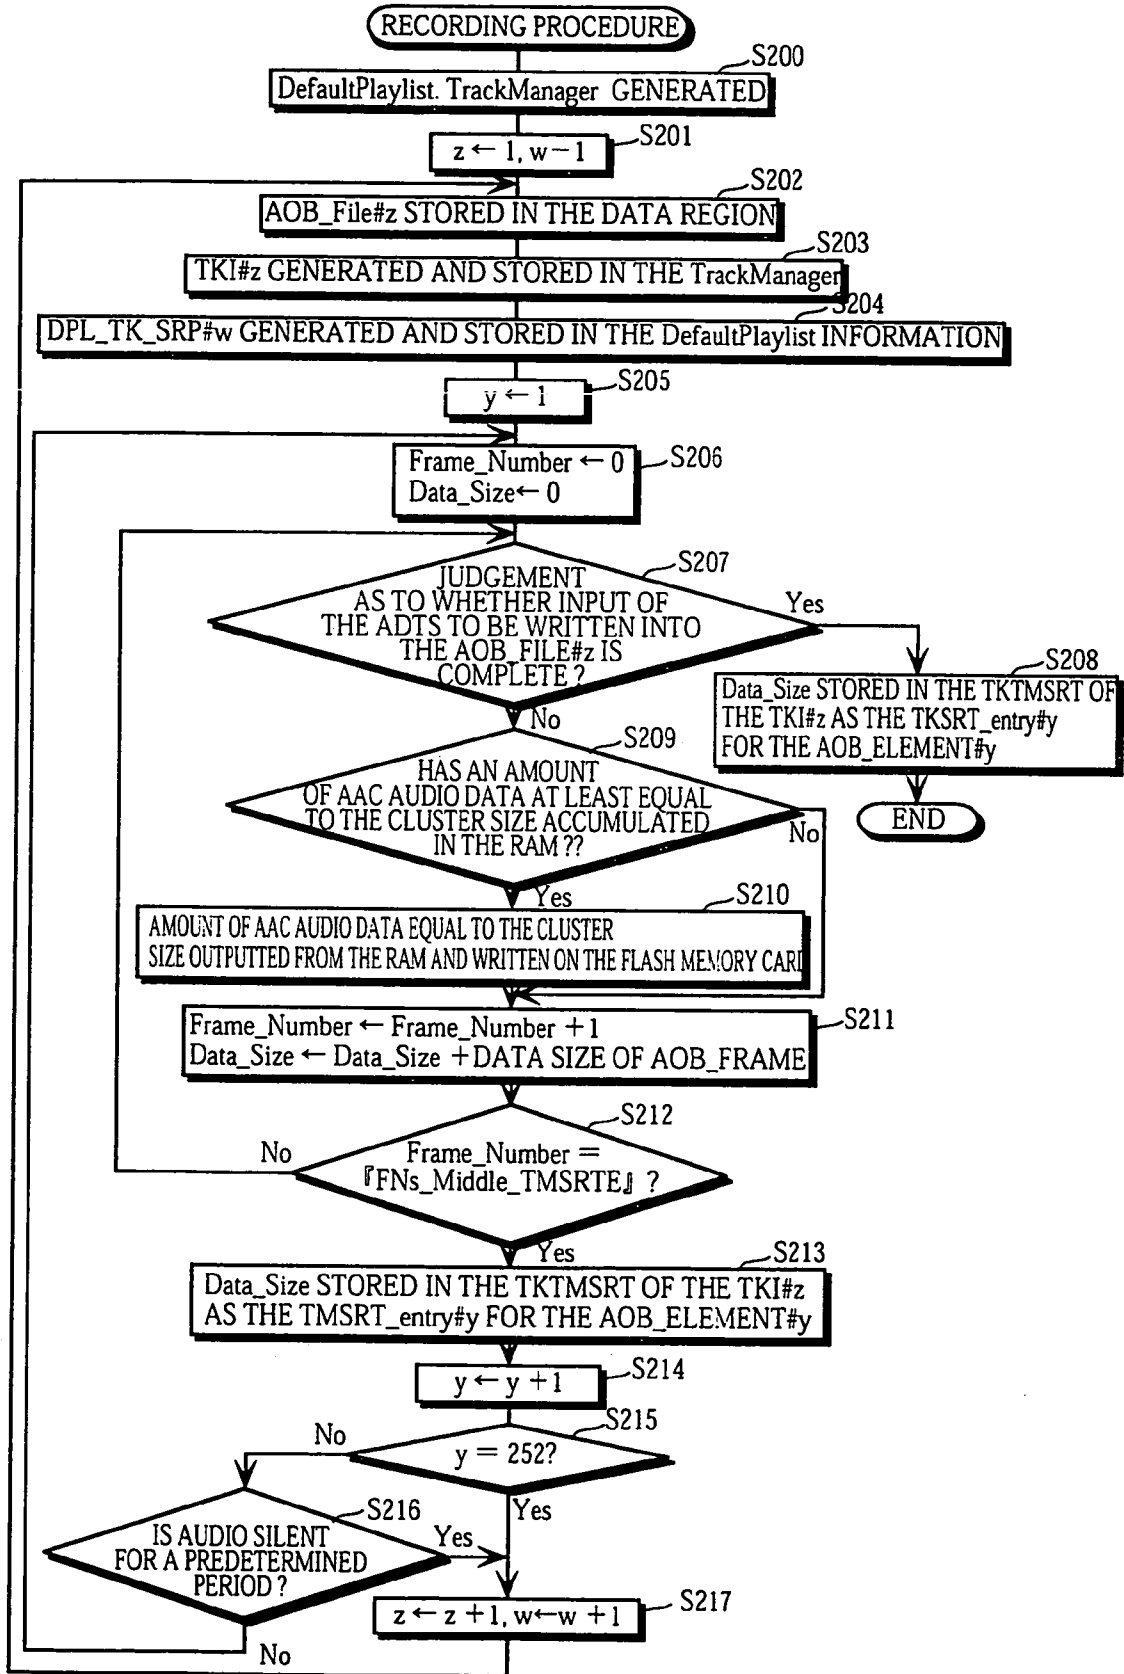 RECORDING PROCEDURE
S200
DefaultPlaylist. TrackManager GENERATED
S201
z ← 1, w－1
S202
AOB_File#z STORED IN THE DATA REGION
S203
TKI#z GENERATED AND STORED IN THE TrackManager
S204
DPL_TK_SRP#w GENERATED AND STORED IN THE DefaultPlaylist INFORMATION
S205
y ← 1
S206
Frame_Number ← 0
Data_Size← 0
S207
JUDGEMENT
AS TO WHETHER INPUT OF
THE ADTS TO BE WRITTEN INTO
THE AOB_FILE#z IS
COMPLETE ?
Yes
No
S208
Data_Size STORED IN THE TKTMSRT OF
THE TKI#z AS THE TKSRT_entry#y
FOR THE AOB_ELEMENT#y
END
S209
HAS AN AMOUNT
OF AAC AUDIO DATA AT LEAST EQUAL
TO THE CLUSTER SIZE ACCUMULATED
IN THE RAM ??
No
Yes
S210
AMOUNT OF AAC AUDIO DATA EQUAL TO THE CLUSTER
SIZE OUTPUTTED FROM THE RAM AND WRITTEN ON THE FLASH MEMORY CARD
S211
Frame_Number ← Frame_Number +1
Data_Size ← Data_Size +DATA SIZE OF AOB_FRAME
S212
Frame_Number =
『FNs_Middle_TMSRTE』 ?
No
Yes
S213
Data_Size STORED IN THE TKTMSRT OF THE TKI#z
AS THE TMSRT_entry#y FOR THE AOB_ELEMENT#y
S214
y ← y +1
S215
y = 252?
No
Yes
S216
IS AUDIO SILENT
FOR A PREDETERMINED
PERIOD ?
Yes
No
S217
z ← z +1, w←w +1